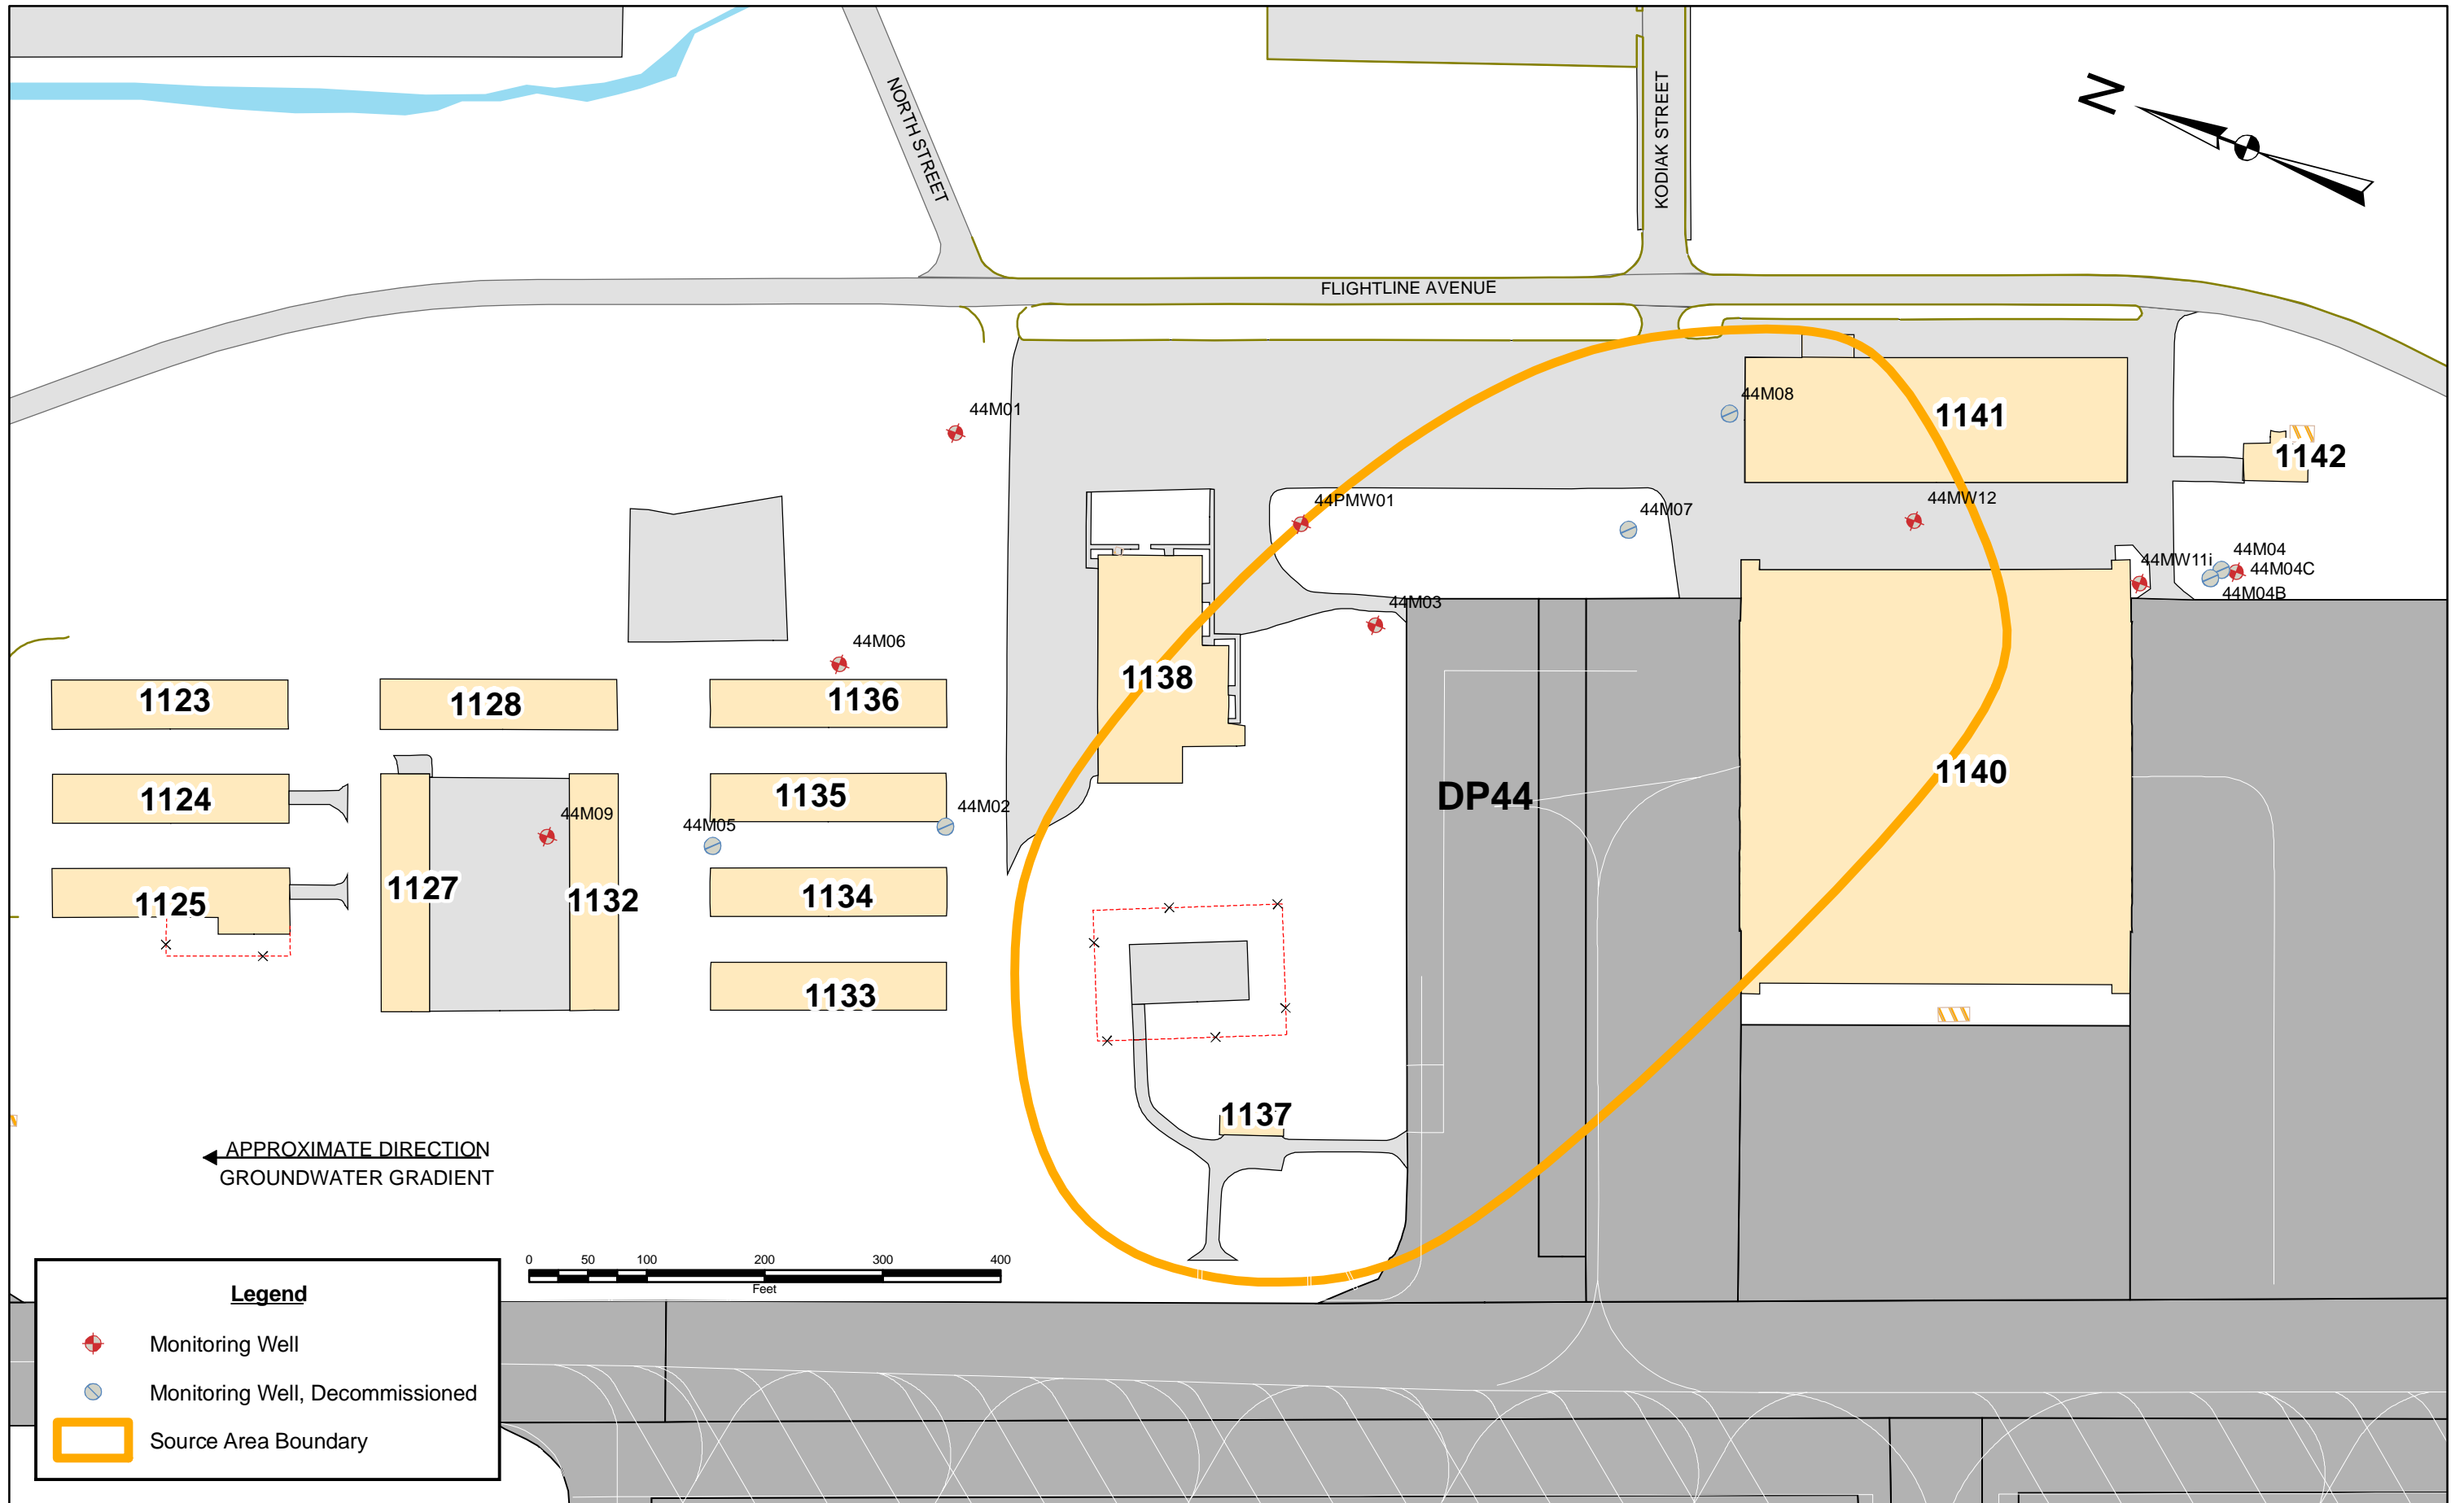 NORTH STREET
KODIAK STREET
N
FLIGHTLINE AVENUE
44M01
44M08
1141
1142
44PMW01
44M07
44MW12
44MW11i
44M04
44M04C
44M04B
44M03
44M06
1138
1123
1128
1136
1124
1135
44M02
DP44
1140
44M09
44M05
1125
1127
1132
1134
1133
1137
APPROXIMATE DIRECTION
GROUNDWATER GRADIENT
0 50 100 200 300 400
Feet
Legend
Monitoring Well
Monitoring Well, Decommissioned
Source Area Boundary